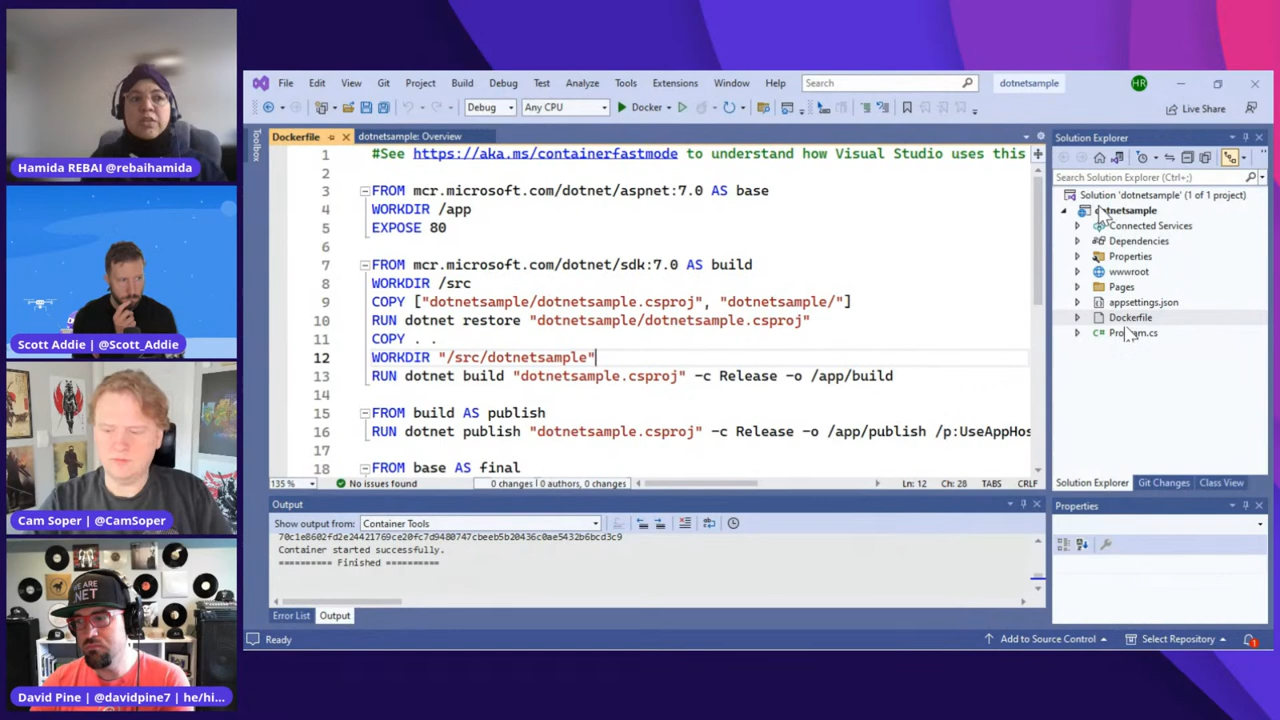 Hamida REBAI @rebaihamida
Scott Addie | @Scott_Addie
Cam Soper | @CamSoper
WE ARE
.NET
David Pine | @davidpine7 | he/hi...
File Edit View Git Project Build Debug Test Analyze Tools Extensions Window Help Search dotnetsample HR
Debug Any CPU Docker Live Share
Toolbox
Dockerfile dotnetsample: Overview
1 #See https://aka.ms/containerfastmode to understand how Visual Studio uses this
2
3 FROM mcr.microsoft.com/dotnet/aspnet:7.0 AS base
4 WORKDIR /app
5 EXPOSE 80
6
7 FROM mcr.microsoft.com/dotnet/sdk:7.0 AS build
8 WORKDIR /src
9 COPY ["dotnetsample/dotnetsample.csproj", "dotnetsample/"]
10 RUN dotnet restore "dotnetsample/dotnetsample.csproj"
11 COPY . .
12 WORKDIR "/src/dotnetsample"
13 RUN dotnet build "dotnetsample.csproj" -c Release -o /app/build
14
15 FROM build AS publish
16 RUN dotnet publish "dotnetsample.csproj" -c Release -o /app/publish /p:UseAppHos
17
18 FROM base AS final
135 % No issues found 0 changes | 0 authors, 0 changes Ln: 12 Ch: 28 TABS CRLF
Output
Show output from: Container Tools
70c1e8602fd2e24421769ce20fc7d9480747cbeeb5b20436c0ae5432b6bcd3c9
Container started successfully.
========== Finished ==========
Error List Output
Solution Explorer
Search Solution Explorer (Ctrl+;)
Solution 'dotnetsample' (1 of 1 project)
dotnetsample
Connected Services
Dependencies
Properties
wwwroot
Pages
appsettings.json
Dockerfile
C# Program.cs
Solution Explorer Git Changes Class View
Properties
Ready Add to Source Control Select Repository 1